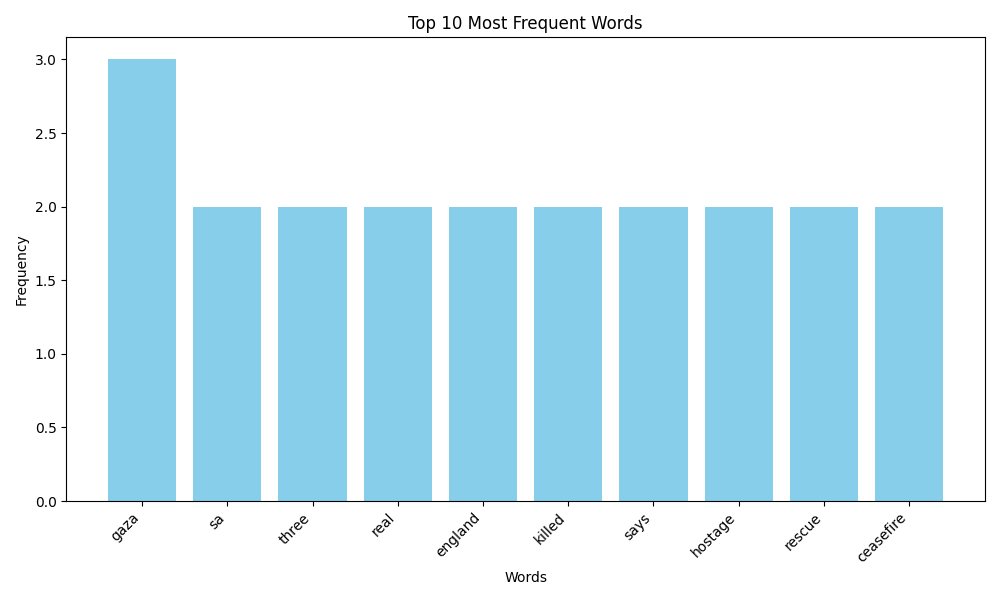 Top 10 Most Frequent Words
Frequency
3.0
2.5
2.0
1.5
1.0
0.5
0.0
gaza
sa
three
real
england
killed
says
hostage
rescue
ceasefire
Words